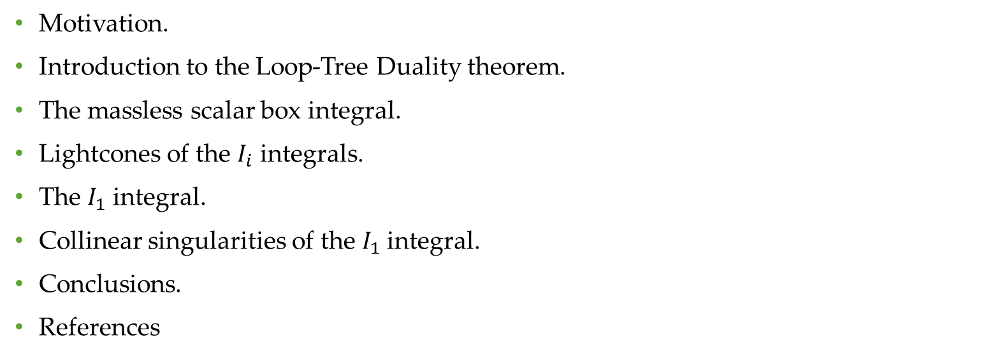 • Motivation.
• Introduction to the Loop-Tree Duality theorem.
• The massless scalar box integral.
• Lightcones of the $I_i$ integrals.
• The $I_1$ integral.
• Collinear singularities of the $I_1$ integral.
• Conclusions.
• References